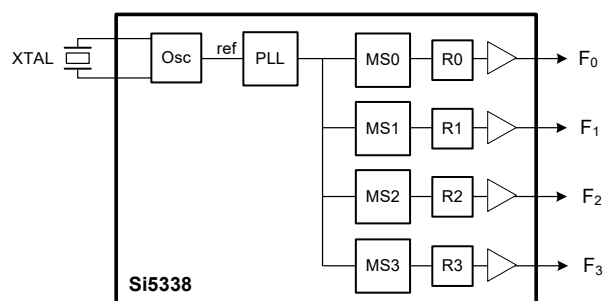 XTAL Osc ref PLL MS0 R0 F0
MS1 R1 F1
MS2 R2 F2
MS3 R3 F3
Si5338